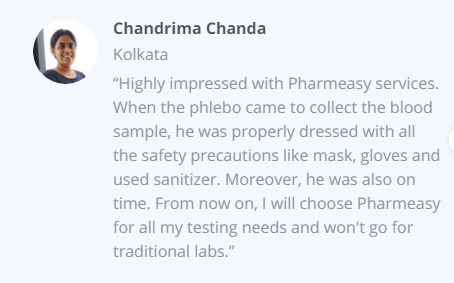 Chandrima Chanda
Kolkata
“Highly impressed with Pharmeasy services.
When the phlebo came to collect the blood
sample, he was properly dressed with all
the safety precautions like mask, gloves and
used sanitizer. Moreover, he was also on
time. From now on, I will choose Pharmeasy
for all my testing needs and won't go for
traditional labs.”